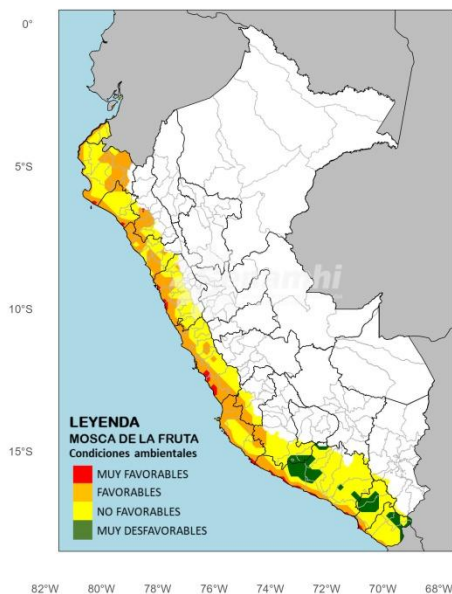 0°
5°S
10°S
15°S
LEYENDA
MOSCA DE LA FRUTA
Condiciones ambientales
MUY FAVORABLES
FAVORABLES
NO FAVORABLES
MUY DESFAVORABLES
82°W 80°W 78°W 76°W 74°W 72°W 70°W 68°W